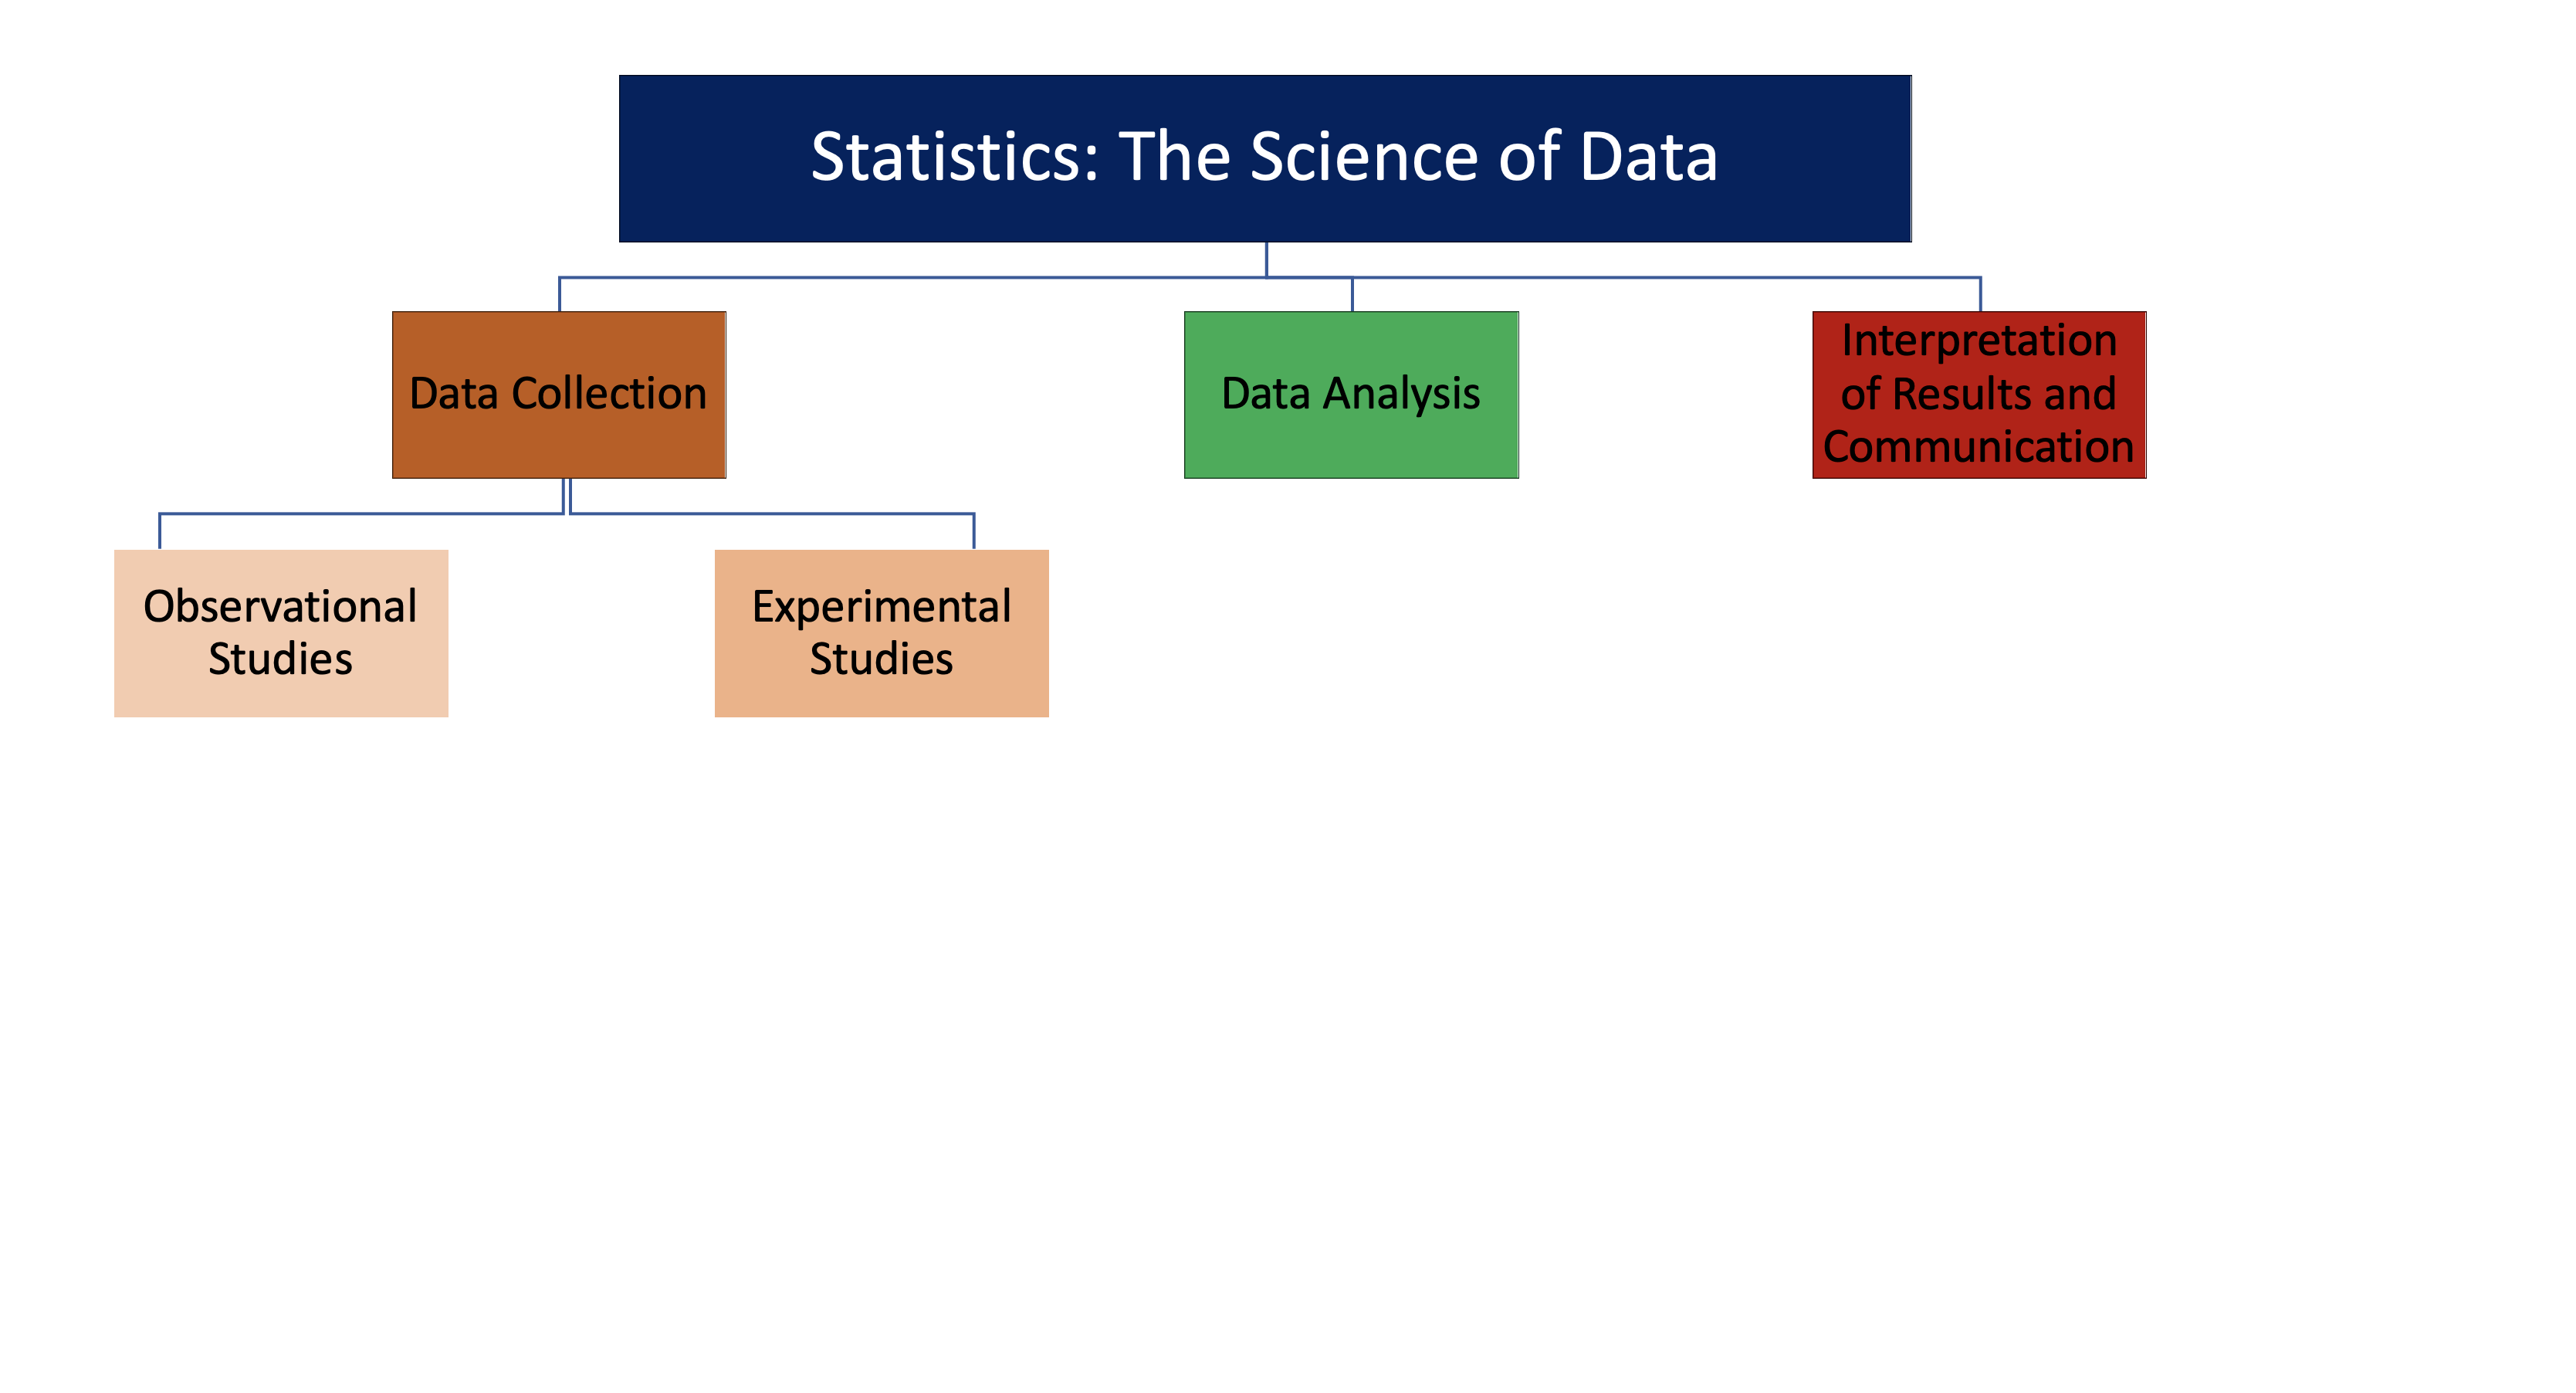 Statistics: The Science of Data
Data Collection
Data Analysis
Interpretation
of Results and
Communication
Observational
Studies
Experimental
Studies